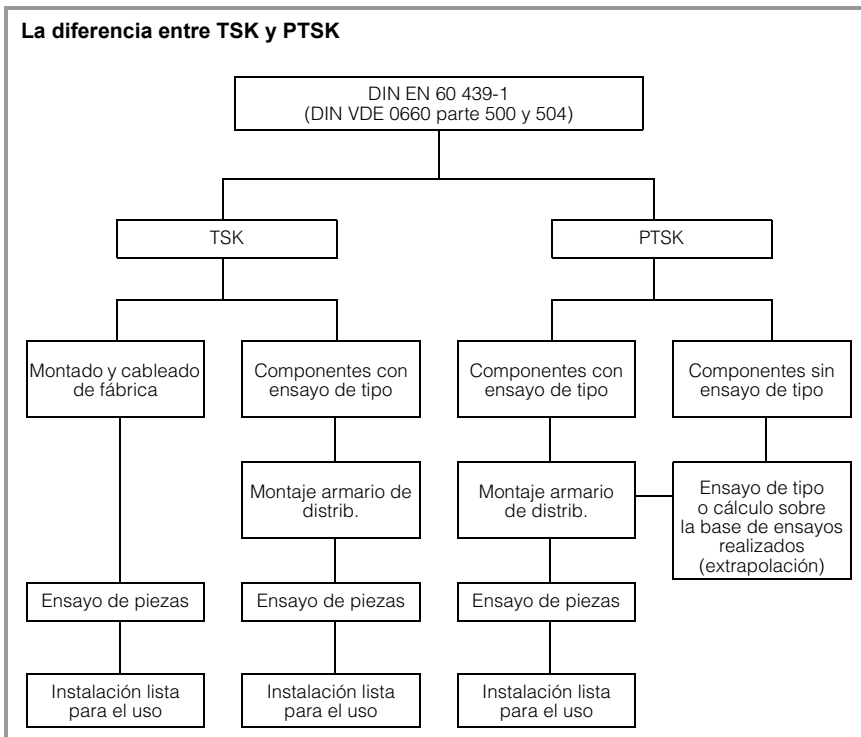 La diferencia entre TSK y PTSK
DIN EN 60 439-1
(DIN VDE 0660 parte 500 y 504)
TSK
PTSK
Montado y cableado
de fábrica
Componentes con
ensayo de tipo
Componentes con
ensayo de tipo
Componentes sin
ensayo de tipo
Montaje armario de
distrib.
Montaje armario
de distrib.
Ensayo de tipo
o cálculo sobre
la base de ensayos
realizados
(extrapolación)
Ensayo de piezas
Ensayo de piezas
Ensayo de piezas
Instalación lista
para el uso
Instalación lista
para el uso
Instalación lista
para el uso